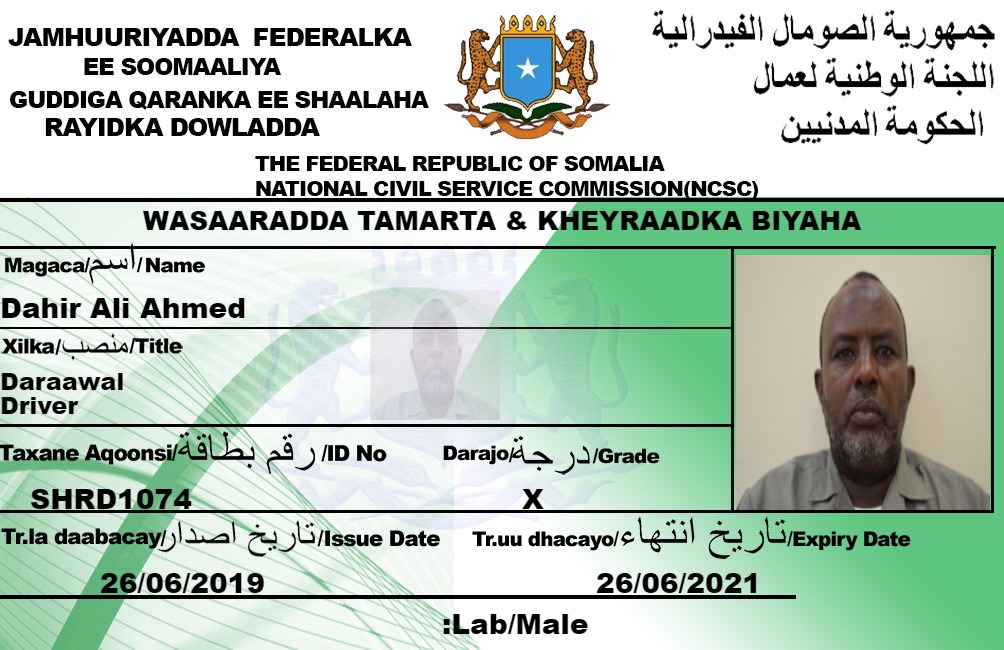 JAMHUURIYADDA FEDERALKA
EE SOOMAALIYA
GUDDIGA QARANKA EE SHAALAHA
RAYIDKA DOWLADDA
جمهورية الصومال الفيدرالية
اللجنة الوطنية لعمال
الحكومة المدنيين
THE FEDERAL REPUBLIC OF SOMALIA
NATIONAL CIVIL SERVICE COMMISSION(NCSC)
WASAARADDA TAMARTA & KHEYRAADKA BIYAHA
Magaca/اسم/Name
Dahir Ali Ahmed
Xilka/منصب/Title
Daraawal
Driver
Taxane Aqoonsi/رقم بطاقة/ID No
SHRD1074
Darajo/درجة/Grade
X
Tr.la daabacay/تاريخ اصدار/Issue Date
26/06/2019
Tr.uu dhacayo/تاريخ انتهاء/Expiry Date
26/06/2021
:Lab/Male